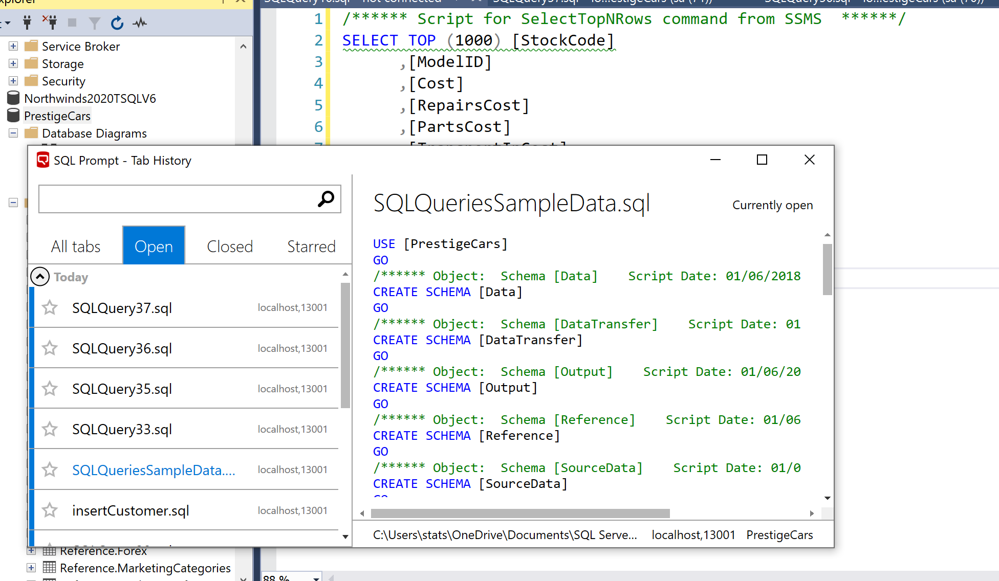 Service Broker
Storage
Security
Northwinds2020TSQLV6
PrestigeCars
Database Diagrams
1 /****** Script for SelectTopNRows command from SSMS ******/
2 SELECT TOP (1000) [StockCode]
3 ,[ModelID]
4 ,[Cost]
5 ,[RepairsCost]
6 ,[PartsCost]
SQL Prompt - Tab History
All tabs Open Closed Starred
Today
SQLQuery37.sql localhost,13001
SQLQuery36.sql localhost,13001
SQLQuery35.sql localhost,13001
SQLQuery33.sql localhost,13001
SQLQueriesSampleData.... localhost,13001
insertCustomer.sql localhost,13001
SQLQueriesSampleData.sql
Currently open
USE [PrestigeCars]
GO
/****** Object: Schema [Data] Script Date: 01/06/2018
CREATE SCHEMA [Data]
GO
/****** Object: Schema [DataTransfer] Script Date: 01
CREATE SCHEMA [DataTransfer]
GO
/****** Object: Schema [Output] Script Date: 01/06/20
CREATE SCHEMA [Output]
GO
/****** Object: Schema [Reference] Script Date: 01/06
CREATE SCHEMA [Reference]
GO
/****** Object: Schema [SourceData] Script Date: 01/0
CREATE SCHEMA [SourceData]
C:\Users\stats\OneDrive\Documents\SQL Serve... localhost,13001 PrestigeCars
Reference.Forex
Reference.MarketingCategories
88 %